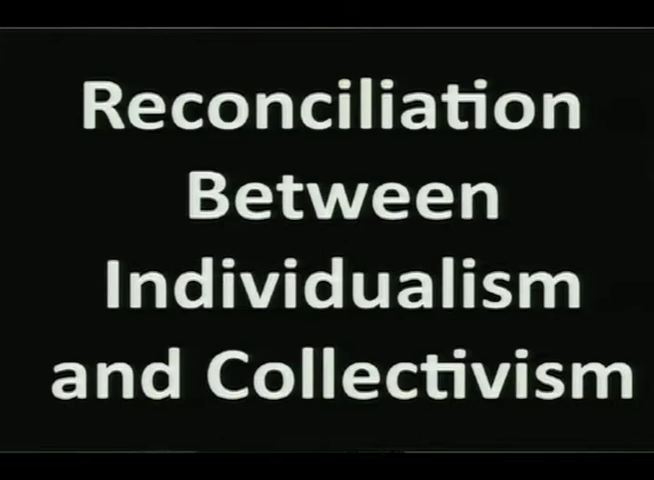 Reconciliation
Between
Individualism
and Collectivism